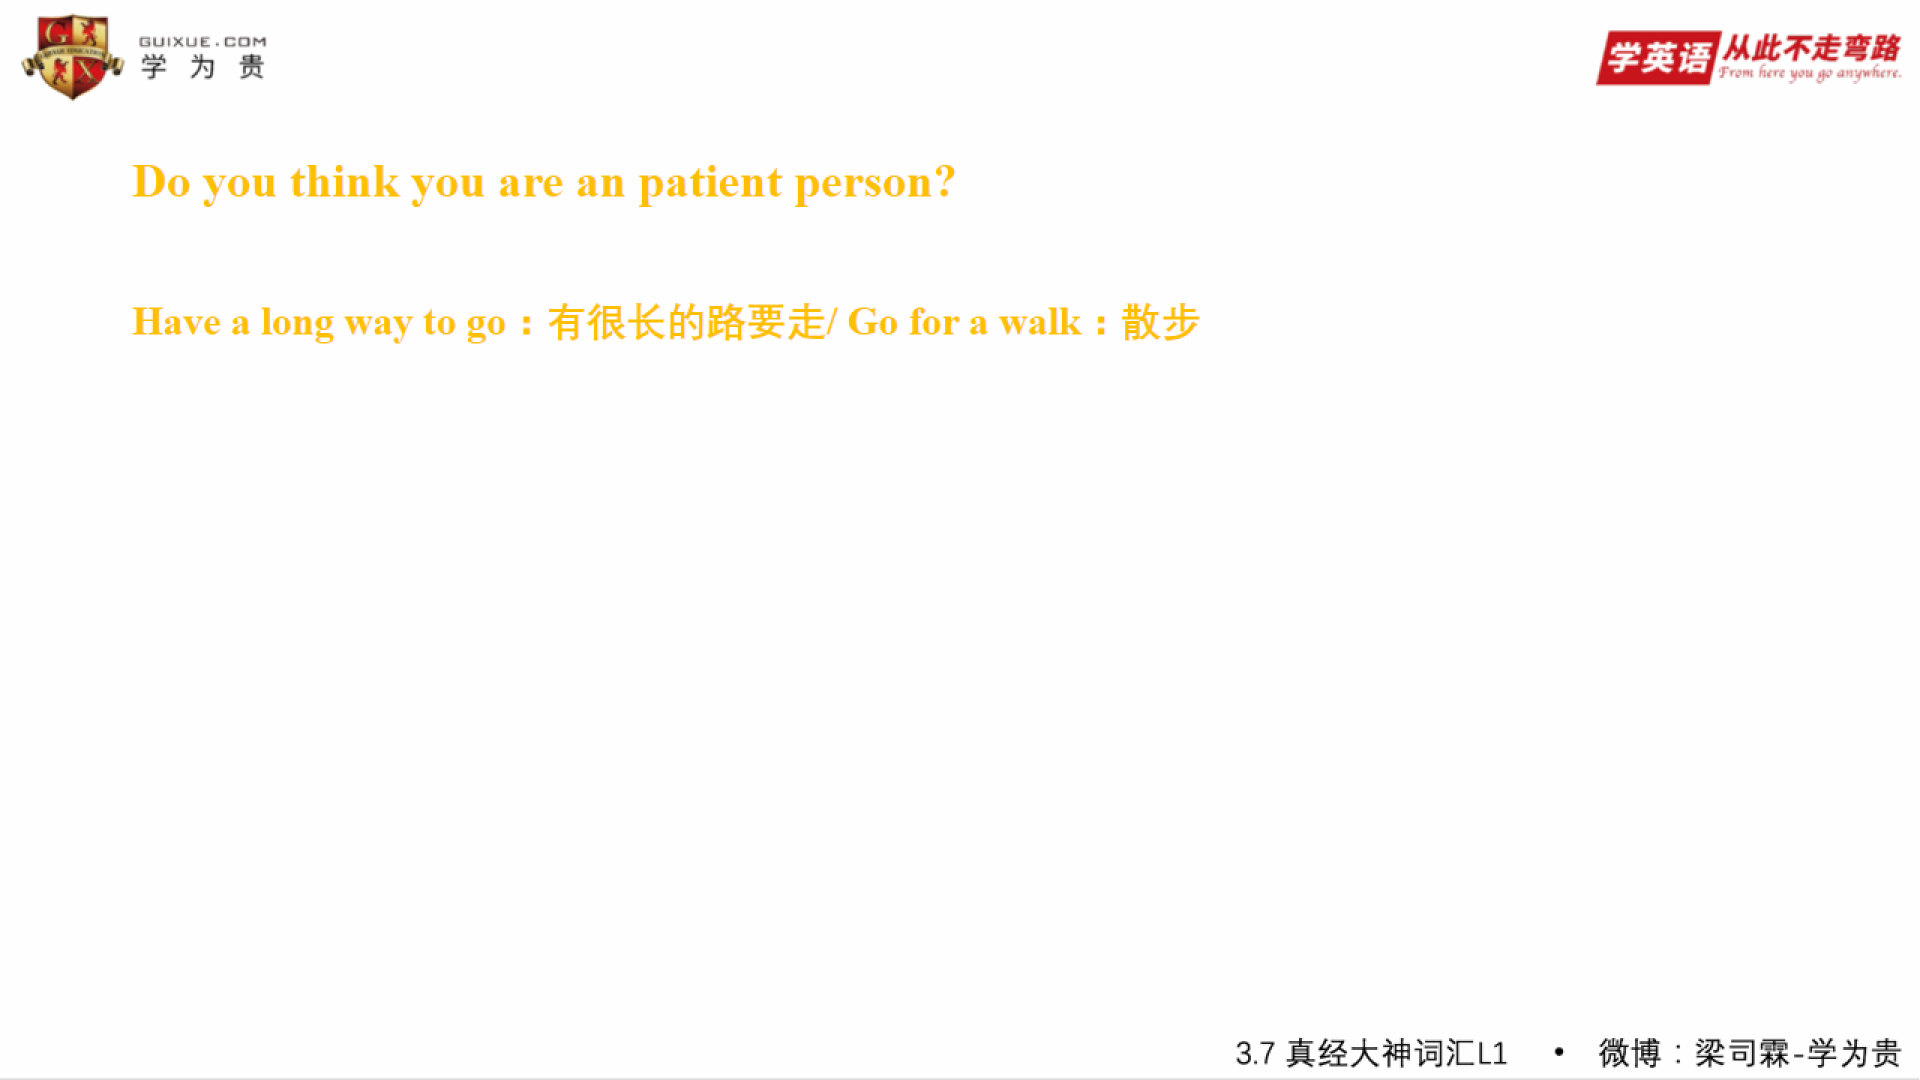 GUIXUE.COM
学为贵
学英语 从此不走弯路
From here you go anywhere.
Do you think you are an patient person?
Have a long way to go：有很长的路要走/ Go for a walk：散步
3.7 真经大神词汇L1 • 微博：梁司霖-学为贵